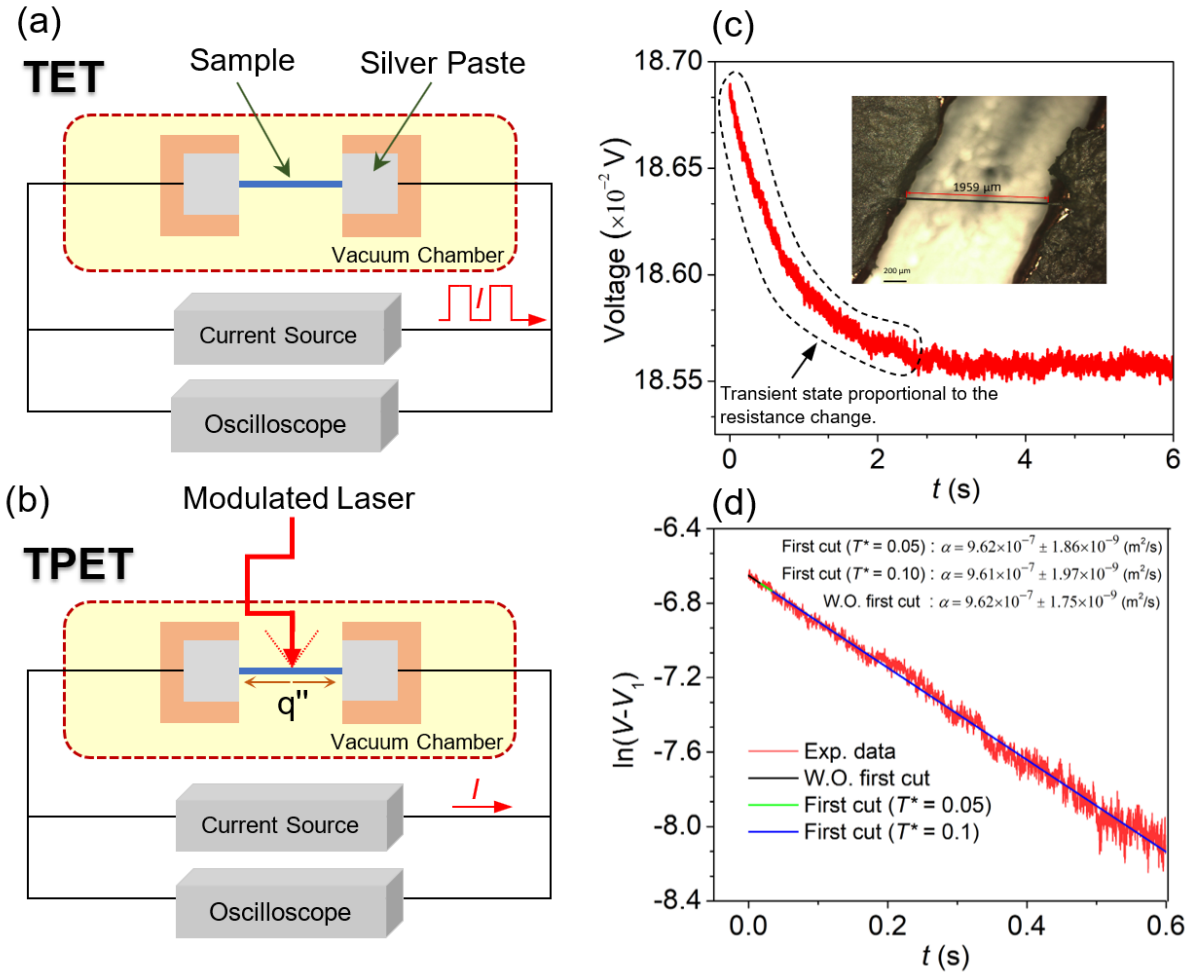 (a)
TET
Sample
Silver Paste
Vacuum Chamber
I
Current Source
Oscilloscope
(b)
Modulated Laser
TPET
q"
Vacuum Chamber
I
Current Source
Oscilloscope
(c)
18.70
18.65
18.60
18.55
Voltage (×10⁻² V)
1959 μm
200 μm
Transient state proportional to the
resistance change.
0
2
4
6
t (s)
(d)
-6.4
-6.8
-7.2
-7.6
-8.0
-8.4
ln(V-V₁)
First cut (T* = 0.05) : α = 9.62×10⁻⁷ ± 1.86×10⁻⁹ (m²/s)
First cut (T* = 0.10) : α = 9.61×10⁻⁷ ± 1.97×10⁻⁹ (m²/s)
W.O. first cut : α = 9.62×10⁻⁷ ± 1.75×10⁻⁹ (m²/s)
Exp. data
W.O. first cut
First cut (T* = 0.05)
First cut (T* = 0.1)
0.0
0.2
0.4
0.6
t (s)